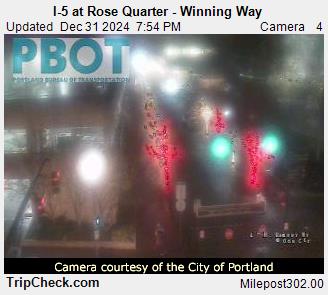 I-5 at Rose Quarter - Winning Way
Updated Dec 31 2024 7:54 PM Camera 4
PBOT
PORTLAND BUREAU OF TRANSPORTATION
Camera courtesy of the City of Portland
TripCheck.com Milepost302.00